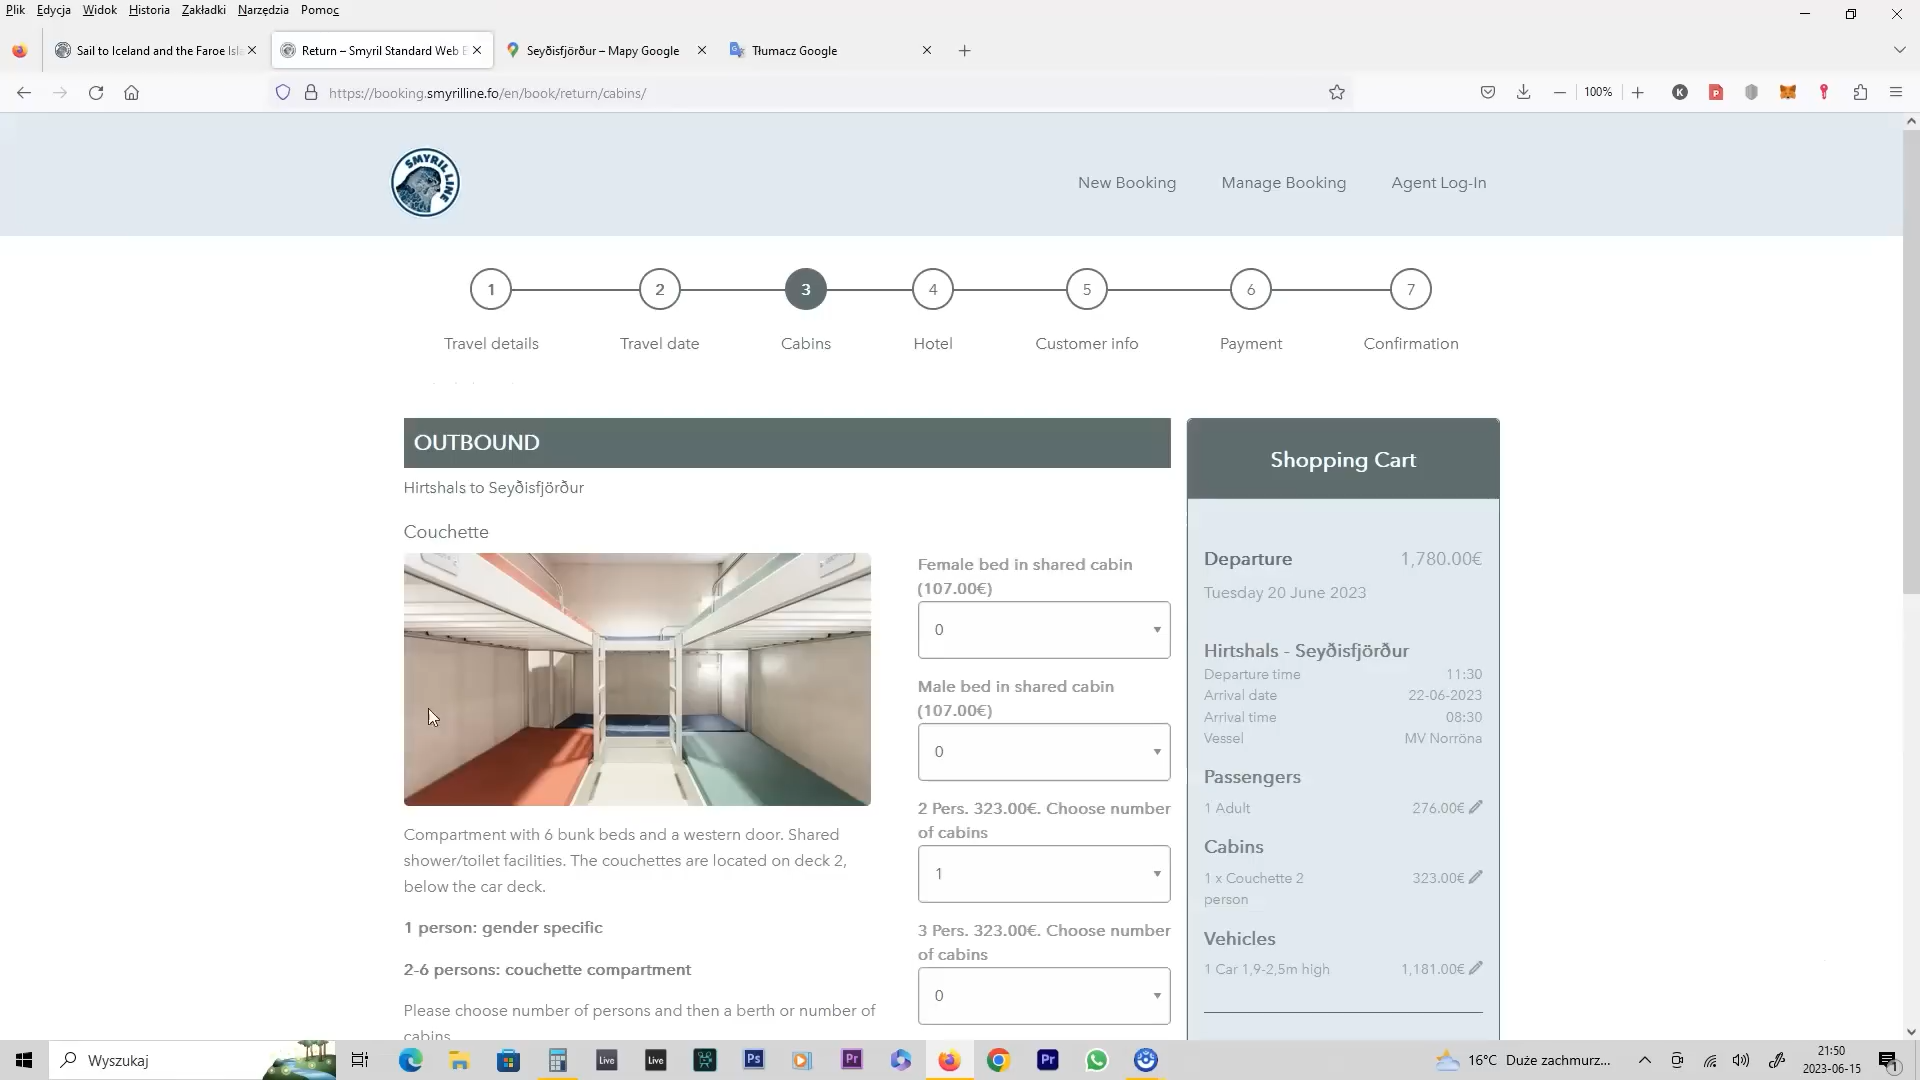 Plik Edycja Widok Historia Zakładki Narzędzia Pomoc
Sail to Iceland and the Faroe Isla
Return – Smyril Standard Web B
Seyðisfjörður – Mapy Google
Tłumacz Google
https://booking.smyrilline.fo/en/book/return/cabins/
100%
SMYRIL LINE
New Booking Manage Booking Agent Log-In
1 2 3 4 5 6 7
Travel details Travel date Cabins Hotel Customer info Payment Confirmation
OUTBOUND
Hirtshals to Seyðisfjörður
Couchette
Compartment with 6 bunk beds and a western door. Shared
shower/toilet facilities. The couchettes are located on deck 2,
below the car deck.
1 person: gender specific
2-6 persons: couchette compartment
Please choose number of persons and then a berth or number of
cabins
Female bed in shared cabin
(107.00€)
0
Male bed in shared cabin
(107.00€)
0
2 Pers. 323.00€. Choose number
of cabins
1
3 Pers. 323.00€. Choose number
of cabins
0
Shopping Cart
Departure 1,780.00€
Tuesday 20 June 2023
Hirtshals - Seyðisfjörður
Departure time 11:30
Arrival date 22-06-2023
Arrival time 08:30
Vessel MV Norröna
Passengers
1 Adult 276.00€
Cabins
1 x Couchette 2 323.00€
person
Vehicles
1 Car 1,9-2,5m high 1,181.00€
Wyszukaj
Live
Live
Ps
Pr
Pr
16°C Duże zachmurz...
21:50
2023-06-15
1